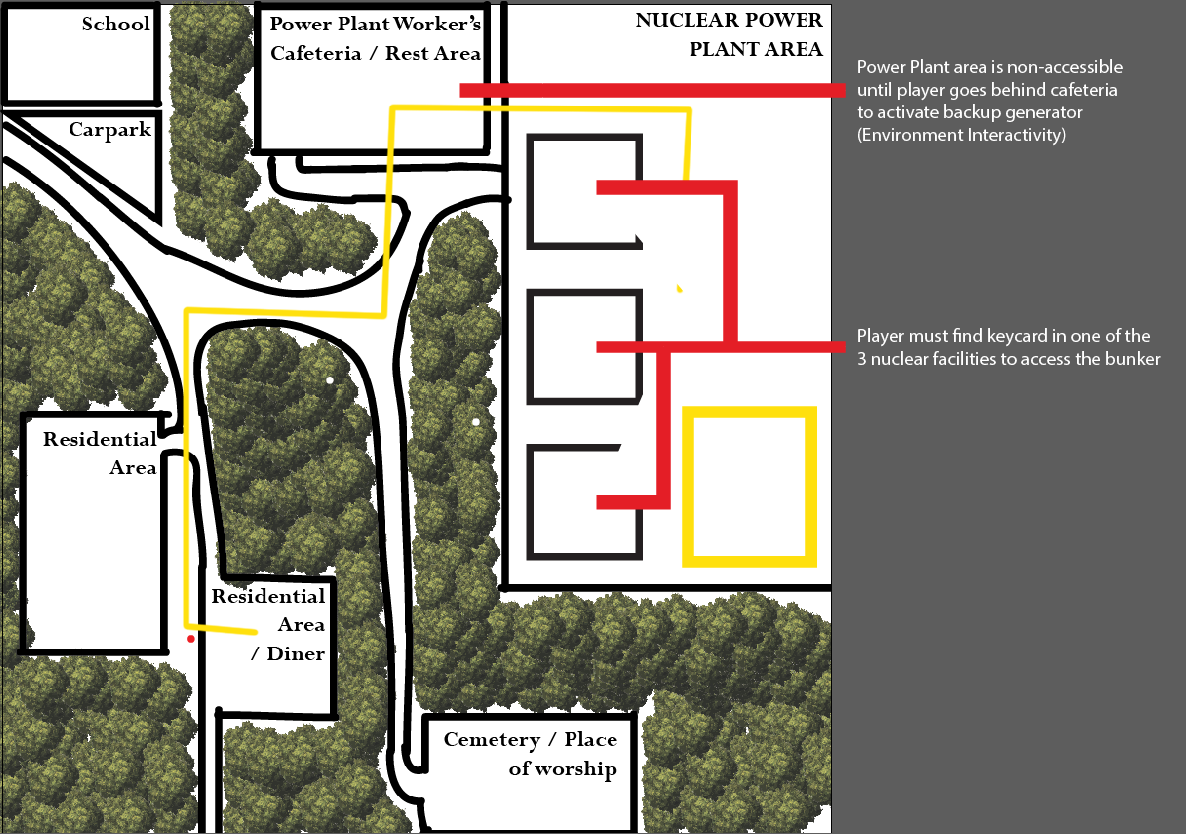 School
Power Plant Worker's
Cafeteria / Rest Area
NUCLEAR POWER
PLANT AREA
Carpark
Power Plant area is non-accessible
until player goes behind cafeteria
to activate backup generator
(Environment Interactivity)
Player must find keycard in one of the
3 nuclear facilities to access the bunker
Residential
Area
Residential
Area
/ Diner
Cemetery / Place
of worship